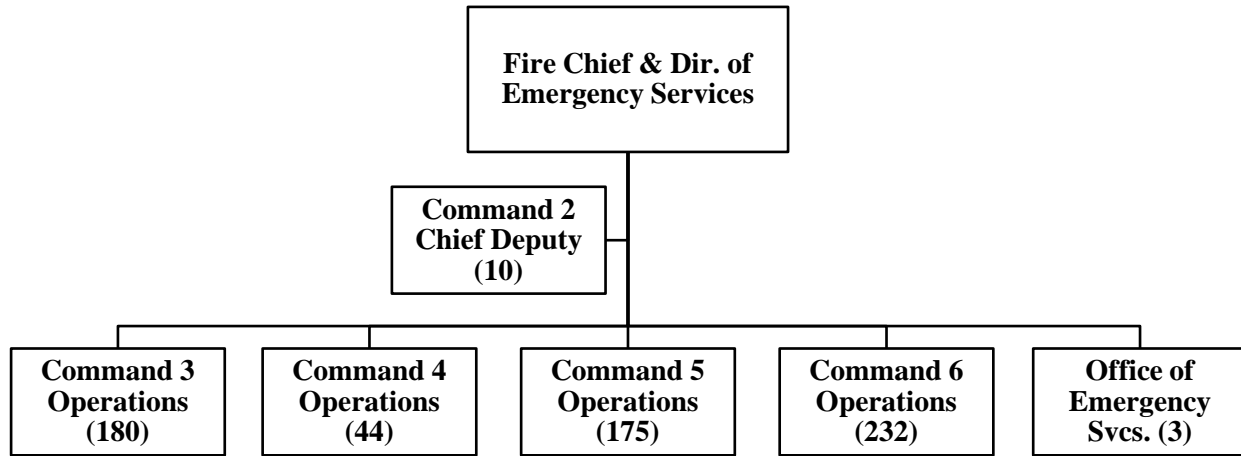 Fire Chief & Dir. of
Emergency Services
Command 2
Chief Deputy
(10)
Command 3
Operations
(180)
Command 4
Operations
(44)
Command 5
Operations
(175)
Command 6
Operations
(232)
Office of
Emergency
Svcs. (3)